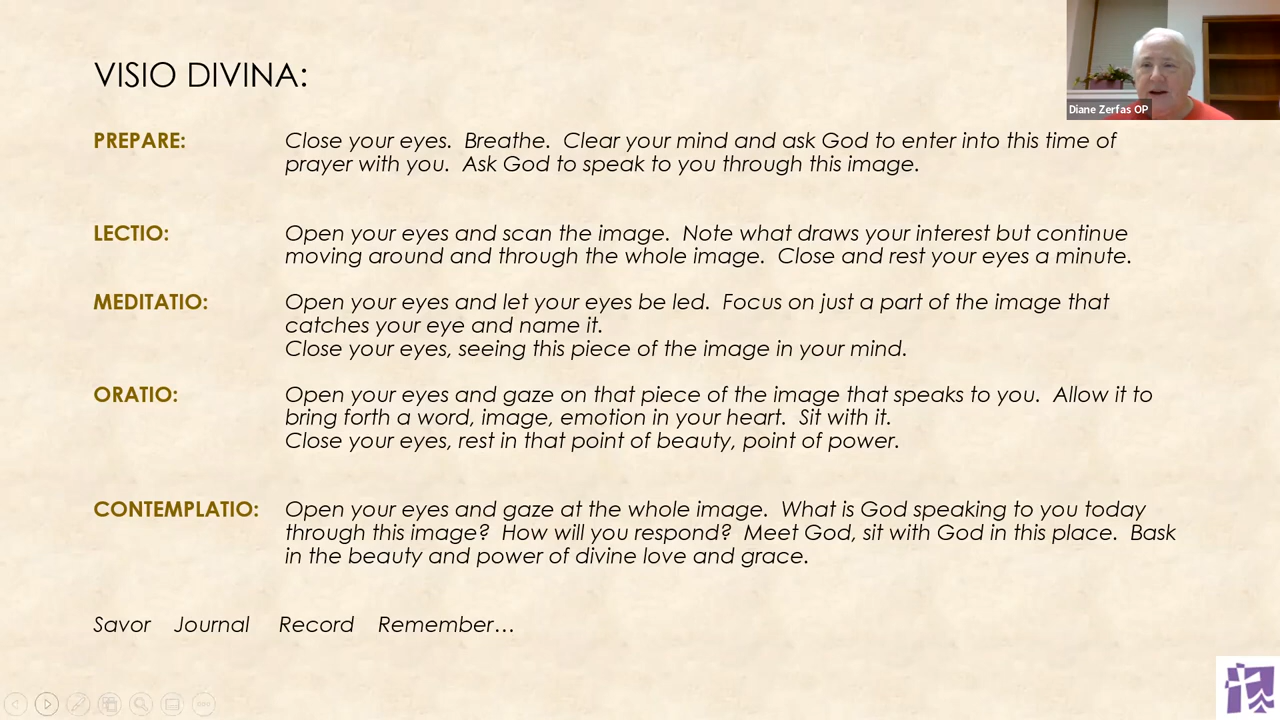 VISIO DIVINA:
Diane Zerfas OP
PREPARE: Close your eyes. Breathe. Clear your mind and ask God to enter into this time of
prayer with you. Ask God to speak to you through this image.
LECTIO: Open your eyes and scan the image. Note what draws your interest but continue
moving around and through the whole image. Close and rest your eyes a minute.
MEDITATIO: Open your eyes and let your eyes be led. Focus on just a part of the image that
catches your eye and name it.
Close your eyes, seeing this piece of the image in your mind.
ORATIO: Open your eyes and gaze on that piece of the image that speaks to you. Allow it to
bring forth a word, image, emotion in your heart. Sit with it.
Close your eyes, rest in that point of beauty, point of power.
CONTEMPLATIO: Open your eyes and gaze at the whole image. What is God speaking to you today
through this image? How will you respond? Meet God, sit with God in this place. Bask
in the beauty and power of divine love and grace.
Savor Journal Record Remember…